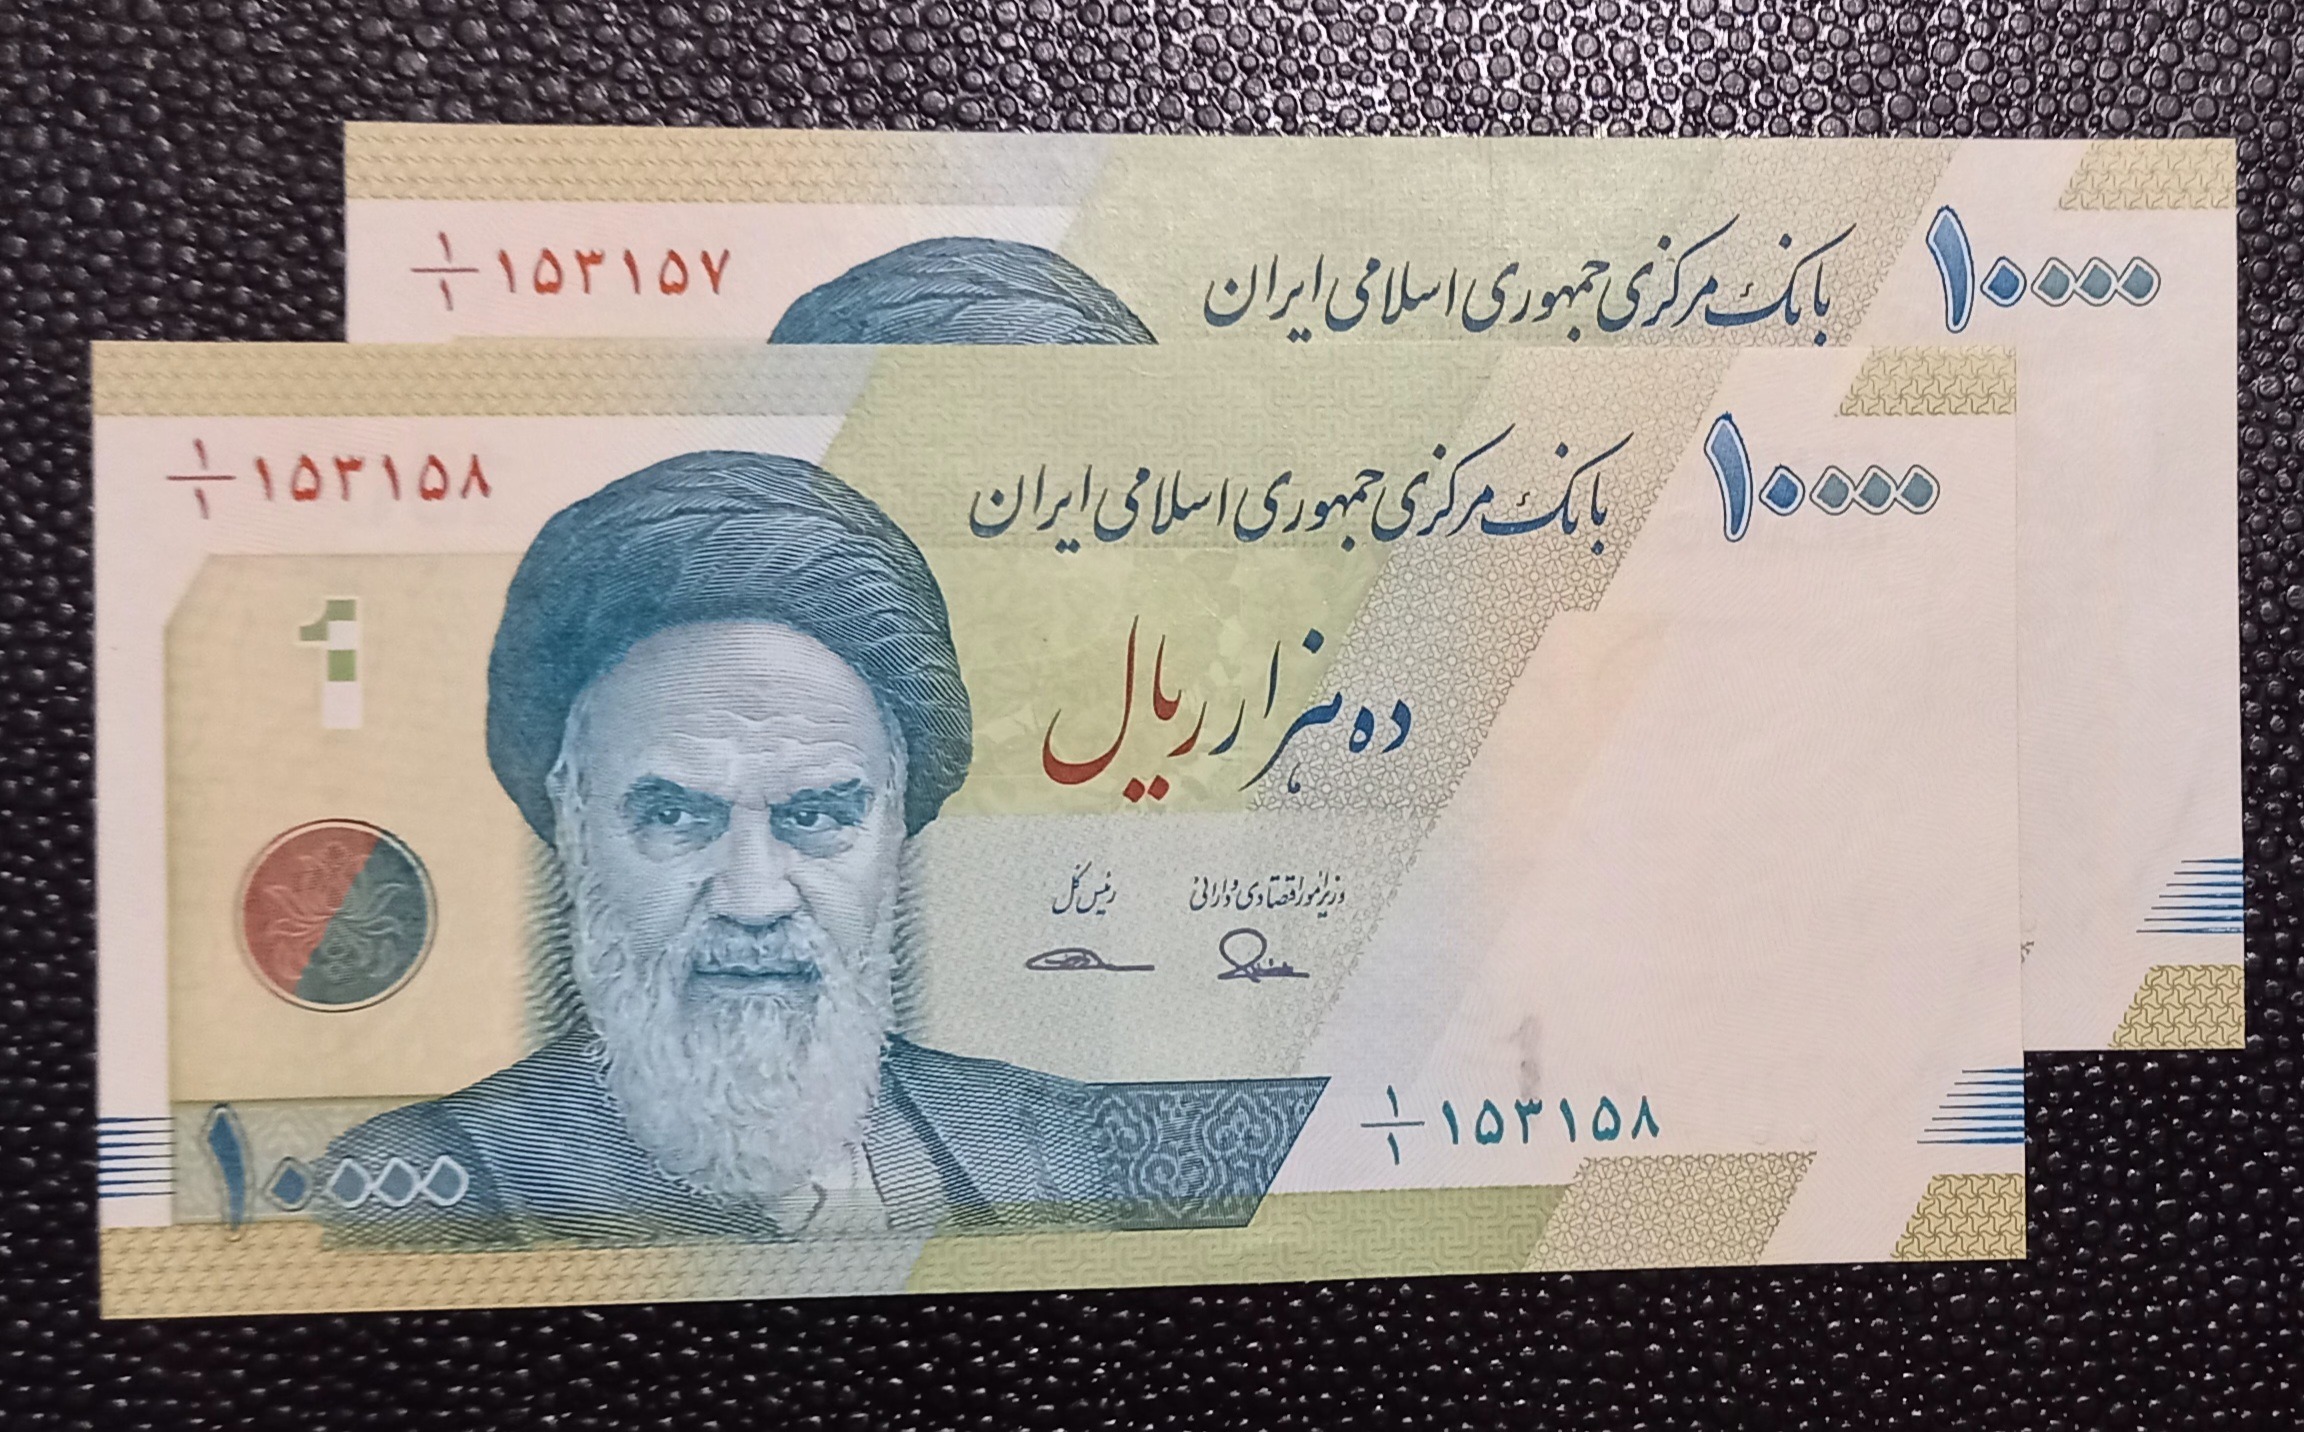 ۱/۱ ۱۵۳۱۵۷
بانک مرکزی جمهوری اسلامی ایران
۱۰۰۰۰
۱/۱ ۱۵۳۱۵۸
بانک مرکزی جمهوری اسلامی ایران
۱۰۰۰۰
1
ده هزار ریال
وزیر امور اقتصادی و دارائی
رئیس کل
۱۰۰۰۰
۱/۱ ۱۵۳۱۵۸